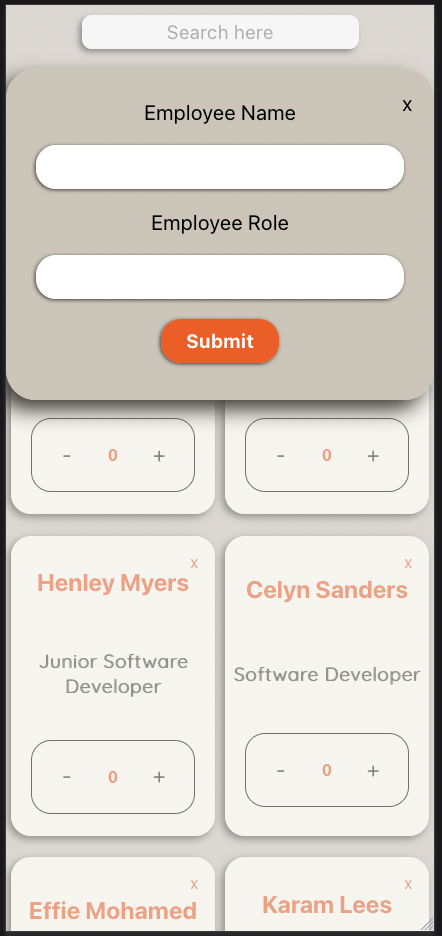 Search here
x
Employee Name
Employee Role
Submit
- 0 +
- 0 +
x
Henley Myers
Junior Software
Developer
- 0 +
x
Celyn Sanders
Software Developer
- 0 +
x
Effie Mohamed
x
Karam Lees